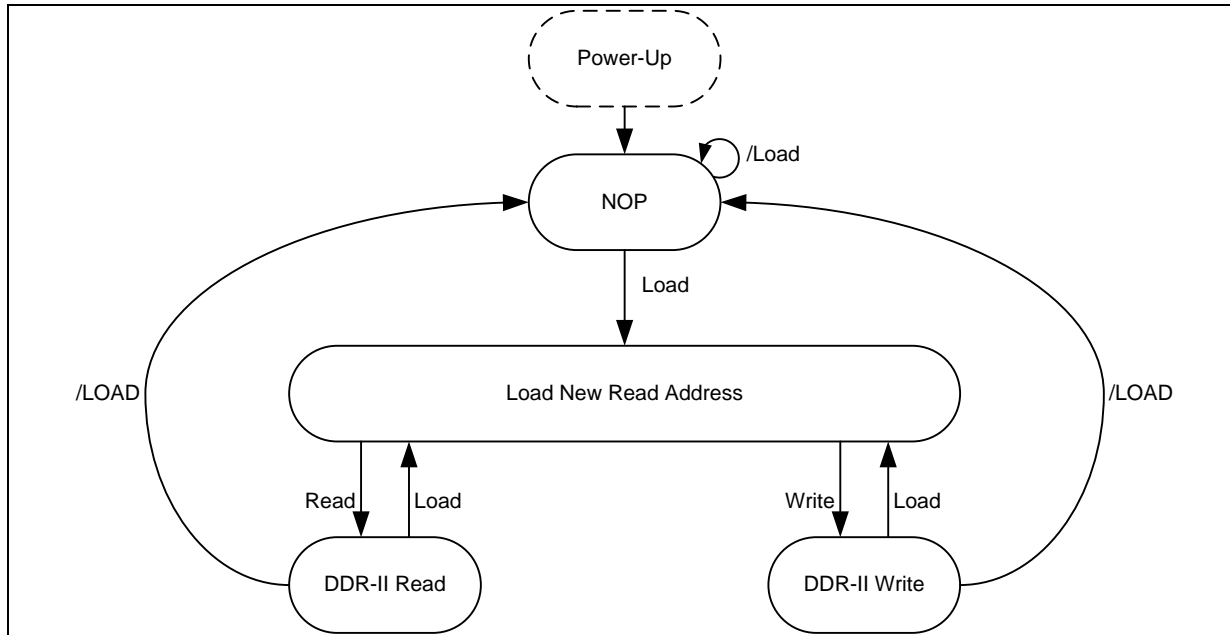 Power-Up
/Load
NOP
Load
/LOAD
Load New Read Address
/LOAD
Read
Load
Write
Load
DDR-II Read
DDR-II Write